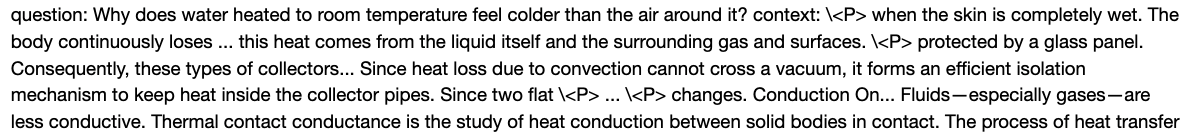 question: Why does water heated to room temperature feel colder than the air around it? context: \<P> when the skin is completely wet. The
body continuously loses ... this heat comes from the liquid itself and the surrounding gas and surfaces. \<P> protected by a glass panel.
Consequently, these types of collectors... Since heat loss due to convection cannot cross a vacuum, it forms an efficient isolation
mechanism to keep heat inside the collector pipes. Since two flat \<P> ... \<P> changes. Conduction On... Fluids—especially gases—are
less conductive. Thermal contact conductance is the study of heat conduction between solid bodies in contact. The process of heat transfer